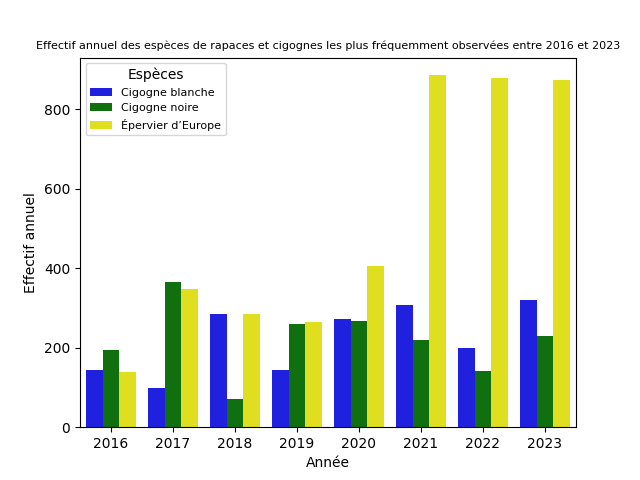 Effectif annuel des espèces de rapaces et cigognes les plus fréquemment observées entre 2016 et 2023
Espèces
Cigogne blanche
Cigogne noire
Épervier d’Europe
Effectif annuel
800
600
400
200
0
2016 2017 2018 2019 2020 2021 2022 2023
Année